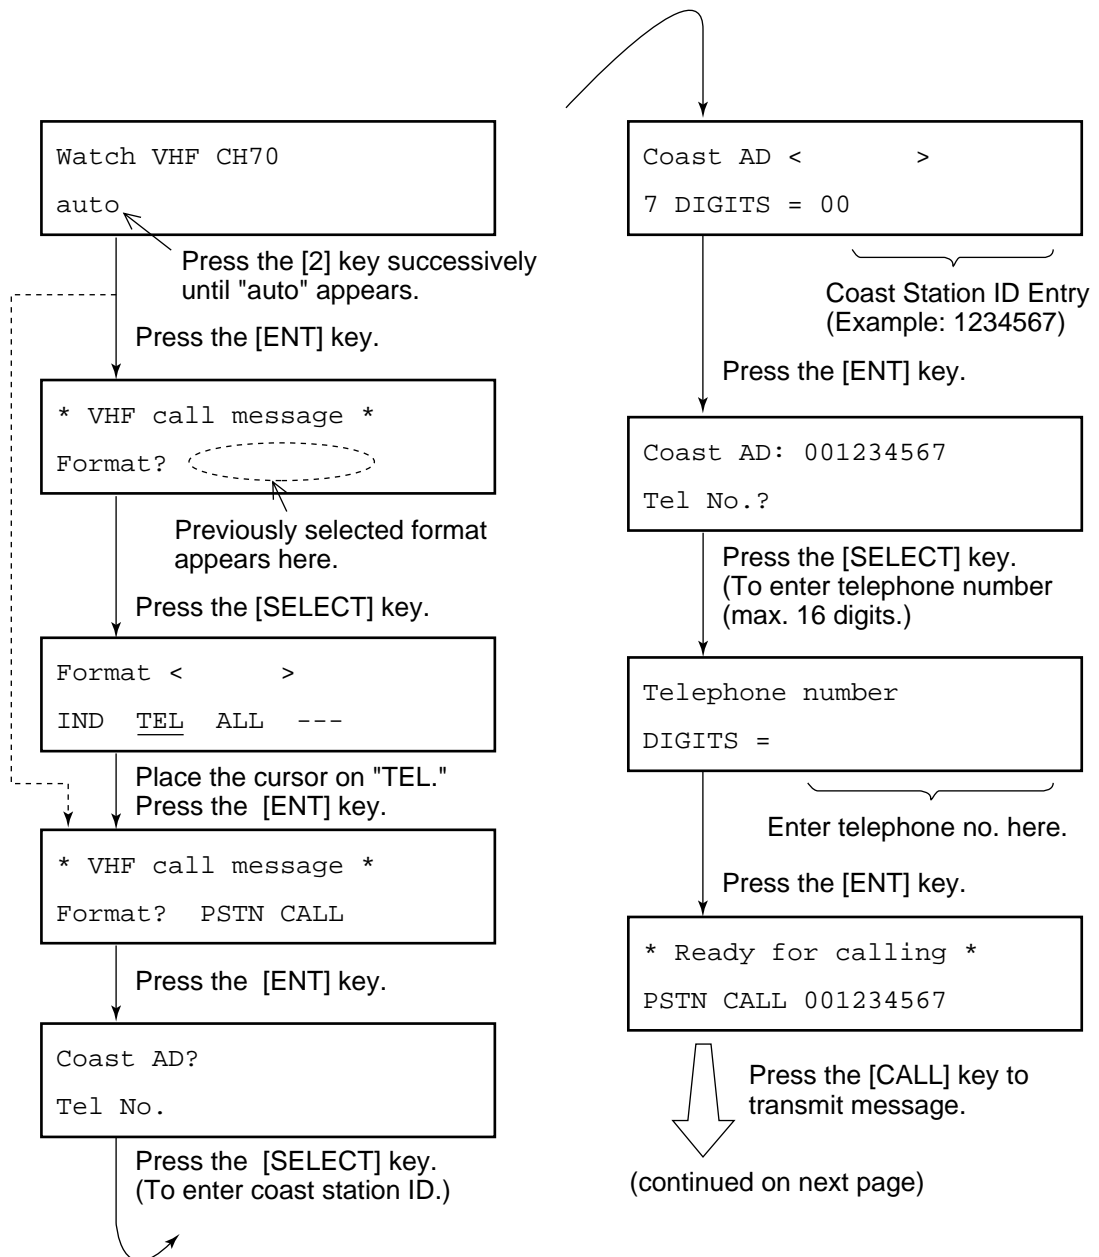 Watch VHF CH70
auto
Press the [2] key successively
until "auto" appears.
Press the [ENT] key.
* VHF call message *
Format?
Previously selected format
appears here.
Press the [SELECT] key.
Format <      >
IND TEL ALL ---
Place the cursor on "TEL."
Press the [ENT] key.
* VHF call message *
Format? PSTN CALL
Press the [ENT] key.
Coast AD?
Tel No.
Press the [SELECT] key.
(To enter coast station ID.)
Coast AD <       >
7 DIGITS = 00
Coast Station ID Entry
(Example: 1234567)
Press the [ENT] key.
Coast AD: 001234567
Tel No.?
Press the [SELECT] key.
(To enter telephone number
(max. 16 digits.)
Telephone number
DIGITS =
Enter telephone no. here.
Press the [ENT] key.
* Ready for calling *
PSTN CALL 001234567
Press the [CALL] key to
transmit message.
(continued on next page)